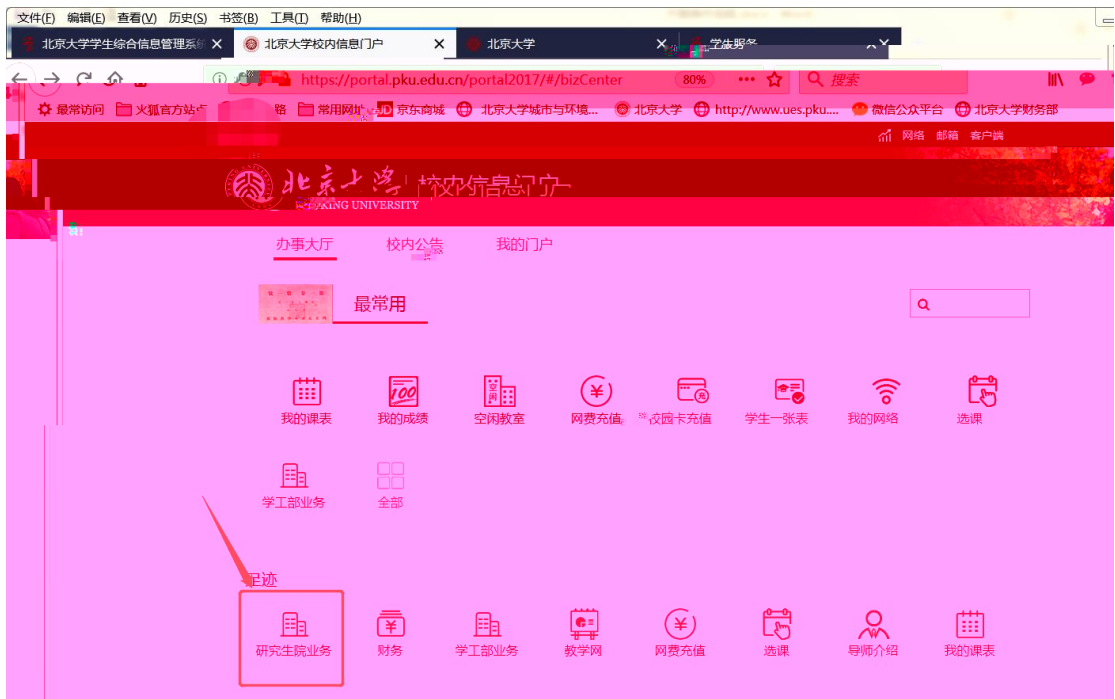 文件(F) 编辑(E) 查看(V) 历史(S) 书签(B) 工具(T) 帮助(H)
北京大学学生综合信息管理系统 北京大学校内信息门户 北京大学
https://portal.pku.edu.cn/portal2017/#/bizCenter 80% 搜索
最常访问 火狐官方站点 常用网址 JD 京东商城 北京大学城市与环境... 北京大学 http://www.ues.pku.... 微信公众平台 北京大学财务部
网络 邮箱 客户端
北京大学 校内信息门户
UNIVERSITY
办事大厅 校内公告 我的门户
最常用
我的课表 我的成绩 空闲教室 网费充值 校园卡充值 学生一张表 我的网络 选课
学工部业务 全部
足迹
研究生院业务 财务 学工部业务 教学网 网费充值 选课 导师介绍 我的课表